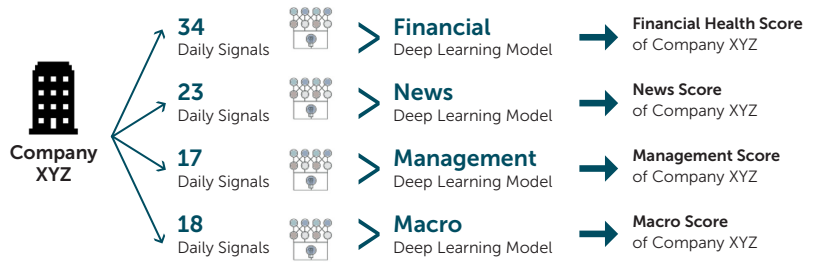 34
Daily Signals
Financial
Deep Learning Model
Financial Health Score
of Company XYZ
23
Daily Signals
News
Deep Learning Model
News Score
of Company XYZ
Company
XYZ
17
Daily Signals
Management
Deep Learning Model
Management Score
of Company XYZ
18
Daily Signals
Macro
Deep Learning Model
Macro Score
of Company XYZ